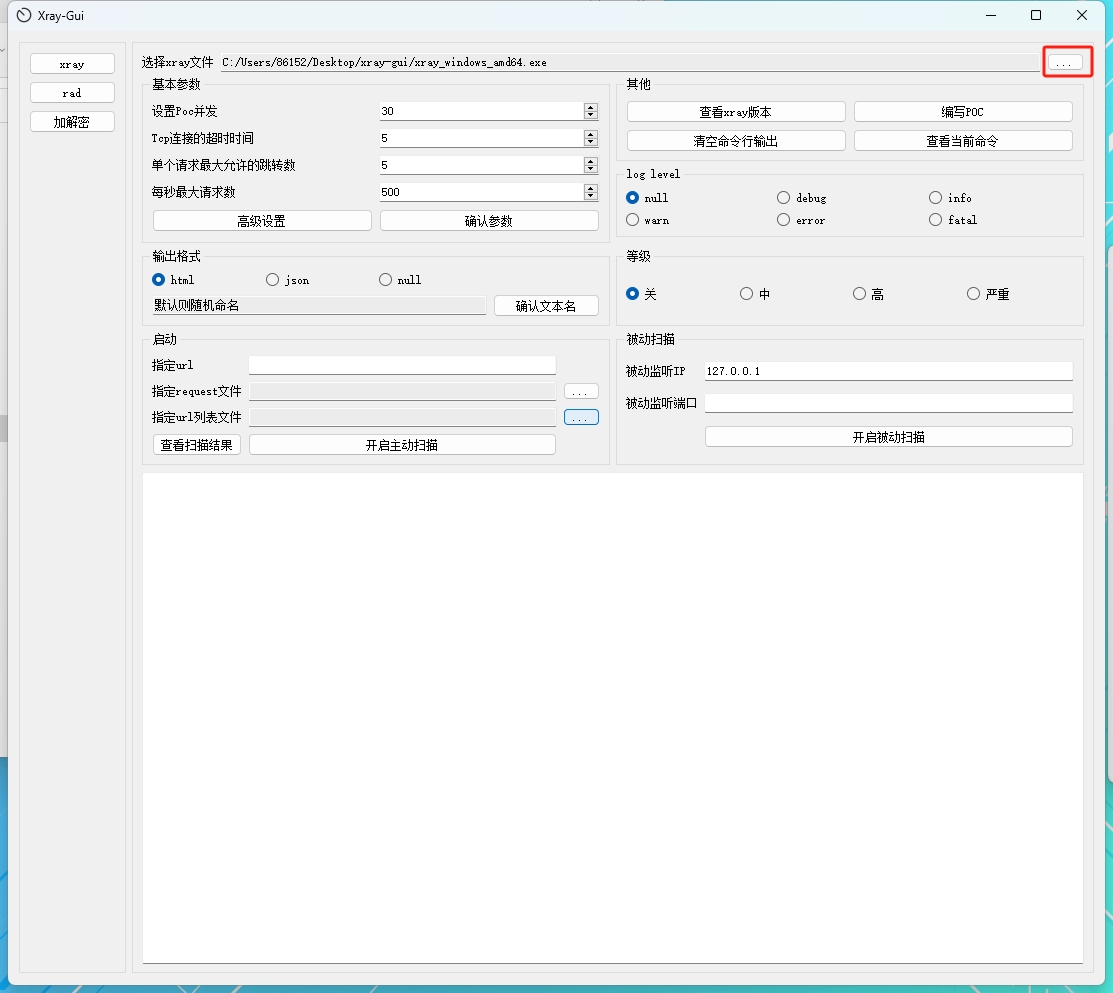 Xray-Gui
xray
rad
加解密
选择xray文件 C:/Users/86152/Desktop/xray-gui/xray_windows_amd64.exe ...
基本参数
设置Poc并发 30
Tcp连接的超时时间 5
单个请求最大允许的跳转数 5
每秒最大请求数 500
高级设置 确认参数
其他
查看xray版本 编写POC
清空命令行输出 查看当前命令
log level
null debug info
warn error fatal
输出格式
html json null
默认则随机命名 确认文本名
等级
关 中 高 严重
启动
指定url
指定request文件 ...
指定url列表文件 ...
查看扫描结果 开启主动扫描
被动扫描
被动监听IP 127.0.0.1
被动监听端口
开启被动扫描